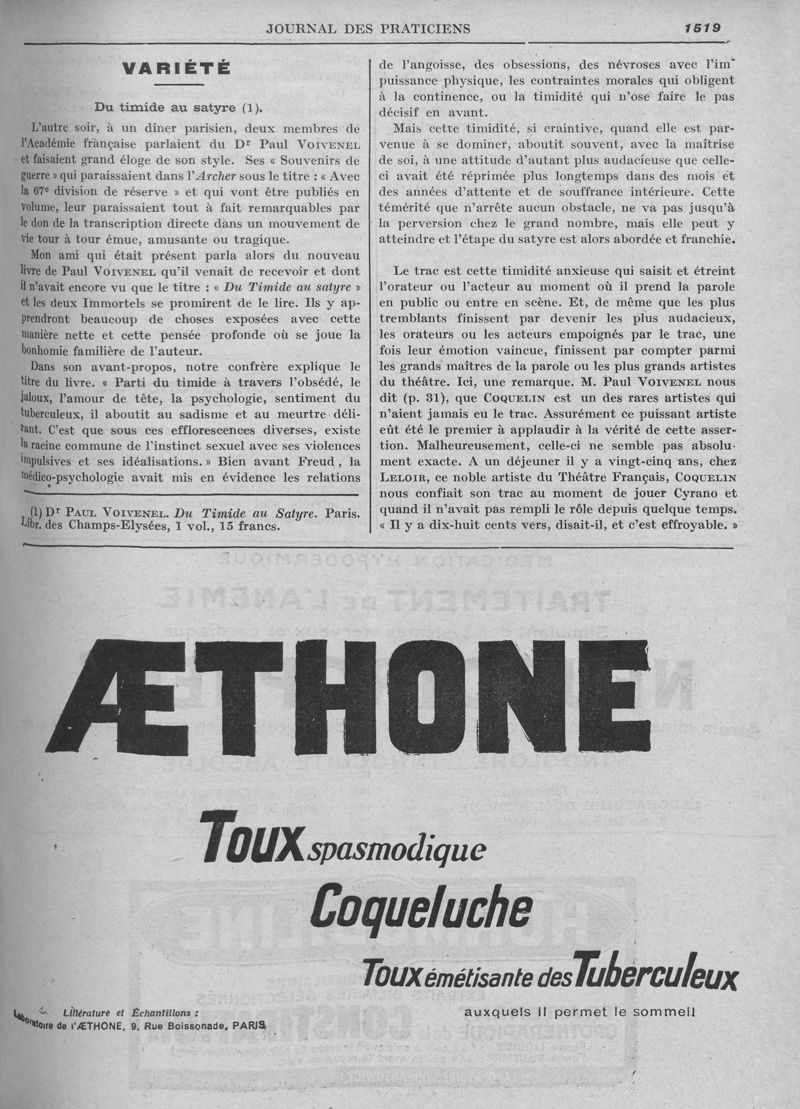 JOURNAL DES PRATICIENS
1519
VARIÉTÉ
Du timide au satyre (1).
L'autre soir, à un dîner parisien, deux membres de
l'Académie française parlaient du Dr Paul VOIVENEL
et faisaient grand éloge de son style. Ses « Souvenirs de
guerre » qui paraissaient dans l'Archer sous le titre : « Avec
la 67e division de réserve » et qui vont être publiés en
volume, leur paraissaient tout à fait remarquables par
le don de la transcription directe dans un mouvement de
vie tour à tour émue, amusante ou tragique.
Mon ami qui était présent parla alors du nouveau
livre de Paul VOIVENEL qu'il venait de recevoir et dont
il n'avait encore vu que le titre : « Du Timide au satyre »
et les deux Immortels se promirent de le lire. Ils y ap-
prendront beaucoup de choses exposées avec cette
manière nette et cette pensée profonde où se joue la
bonhomie familière de l'auteur.
Dans son avant-propos, notre confrère explique le
titre du livre. « Parti du timide à travers l'obsédé, le
jaloux, l'amour de tête, la psychologie, sentiment du
tuberculeux, il aboutit au sadisme et au meurtre déli-
rant. C'est que sous ces efflorescences diverses, existe
la racine commune de l'instinct sexuel avec ses violences
impulsives et ses idéalisations. » Bien avant Freud, la
médico-psychologie avait mis en évidence les relations
(1) Dr PAUL VOIVENEL. Du Timide au Satyre. Paris.
Libr. des Champs-Elysées, 1 vol., 15 francs.
de l'angoisse, des obsessions, des névroses avec l'im-
puissance physique, les contraintes morales qui obligent
à la continence, ou la timidité qui n'ose faire le pas
décisif en avant.
Mais cette timidité, si craintive, quand elle est par-
venue à se dominer, aboutit souvent, avec la maîtrise
de soi, à une attitude d'autant plus audacieuse que celle-
ci avait été réprimée plus longtemps dans des mois et
des années d'attente et de souffrance intérieure. Cette
témérité que n'arrête aucun obstacle, ne va pas jusqu'à
la perversion chez le grand nombre, mais elle peut y
atteindre et l'étape du satyre est alors abordée et franchie.
Le trac est cette timidité anxieuse qui saisit et étreint
l'orateur ou l'acteur au moment où il prend la parole
en public ou entre en scène. Et, de même que les plus
tremblants finissent par devenir les plus audacieux,
les orateurs ou les acteurs empoignés par le trac, une
fois leur émotion vaincue, finissent par compter parmi
les grands maîtres de la parole ou les plus grands artistes
du théâtre. Ici, une remarque. M. Paul VOIVENEL nous
dit (p. 31), que COQUELIN est un des rares artistes qui
n'aient jamais eu le trac. Assurément ce puissant artiste
eût été le premier à applaudir à la vérité de cette asser-
tion. Malheureusement, celle-ci ne semble pas absolu-
ment exacte. A un déjeuner il y a vingt-cinq ans, chez
LELOIR, ce noble artiste du Théâtre Français, COQUELIN
nous confiait son trac au moment de jouer Cyrano et
quand il n'avait pas rempli le rôle depuis quelque temps.
« Il y a dix-huit cents vers, disait-il, et c'est effroyable. »
ÆTHONE
Toux spasmodique
Coqueluche
Toux émétisante des Tuberculeux
auxquels il permet le sommeil
Littérature et Échantillons :
Laboratoire de l'ÆTHONE, 9, Rue Boissonade, PARIS